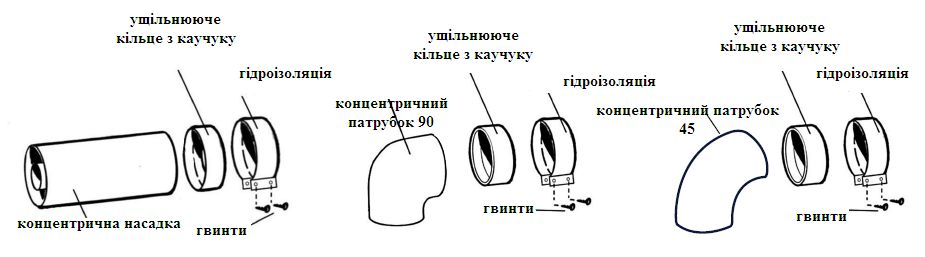 ущільнююче
кільце з каучуку
гідроізоляція
концентрична насадка
гвинти
ущільнююче
кільце з каучуку
гідроізоляція
концентричний
патрубок 90
гвинти
ущільнююче
кільце з каучуку
гідроізоляція
концентричний патрубок
45
гвинти